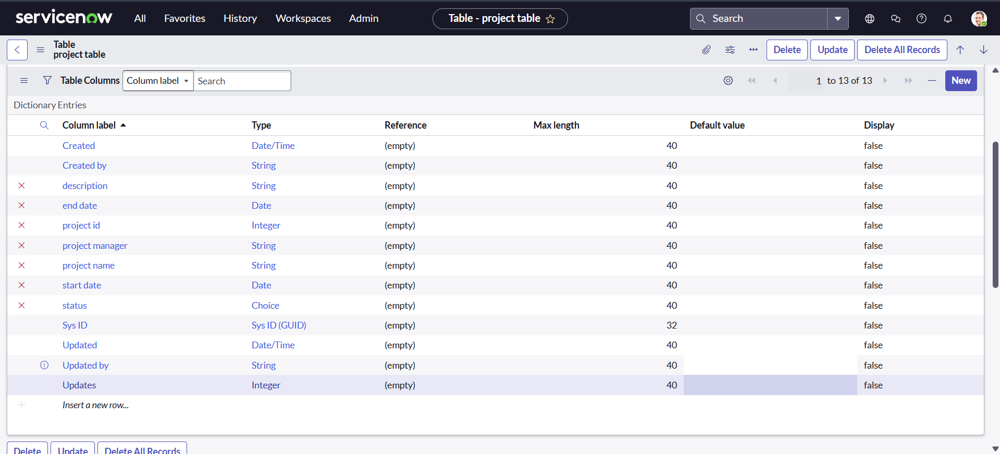 servicenow All Favorites History Workspaces Admin Table - project table Search
Table
project table
Delete Update Delete All Records
Table Columns Column label Search 1 to 13 of 13 New
Dictionary Entries
Column label Type Reference Max length Default value Display
Created Date/Time (empty) 40 false
Created by String (empty) 40 false
description String (empty) 40 false
end date Date (empty) 40 false
project id Integer (empty) 40 false
project manager String (empty) 40 false
project name String (empty) 40 false
start date Date (empty) 40 false
status Choice (empty) 40 false
Sys ID Sys ID (GUID) (empty) 32 false
Updated Date/Time (empty) 40 false
Updated by String (empty) 40 false
Updates Integer (empty) 40 false
Insert a new row...
Delete Update Delete All Records